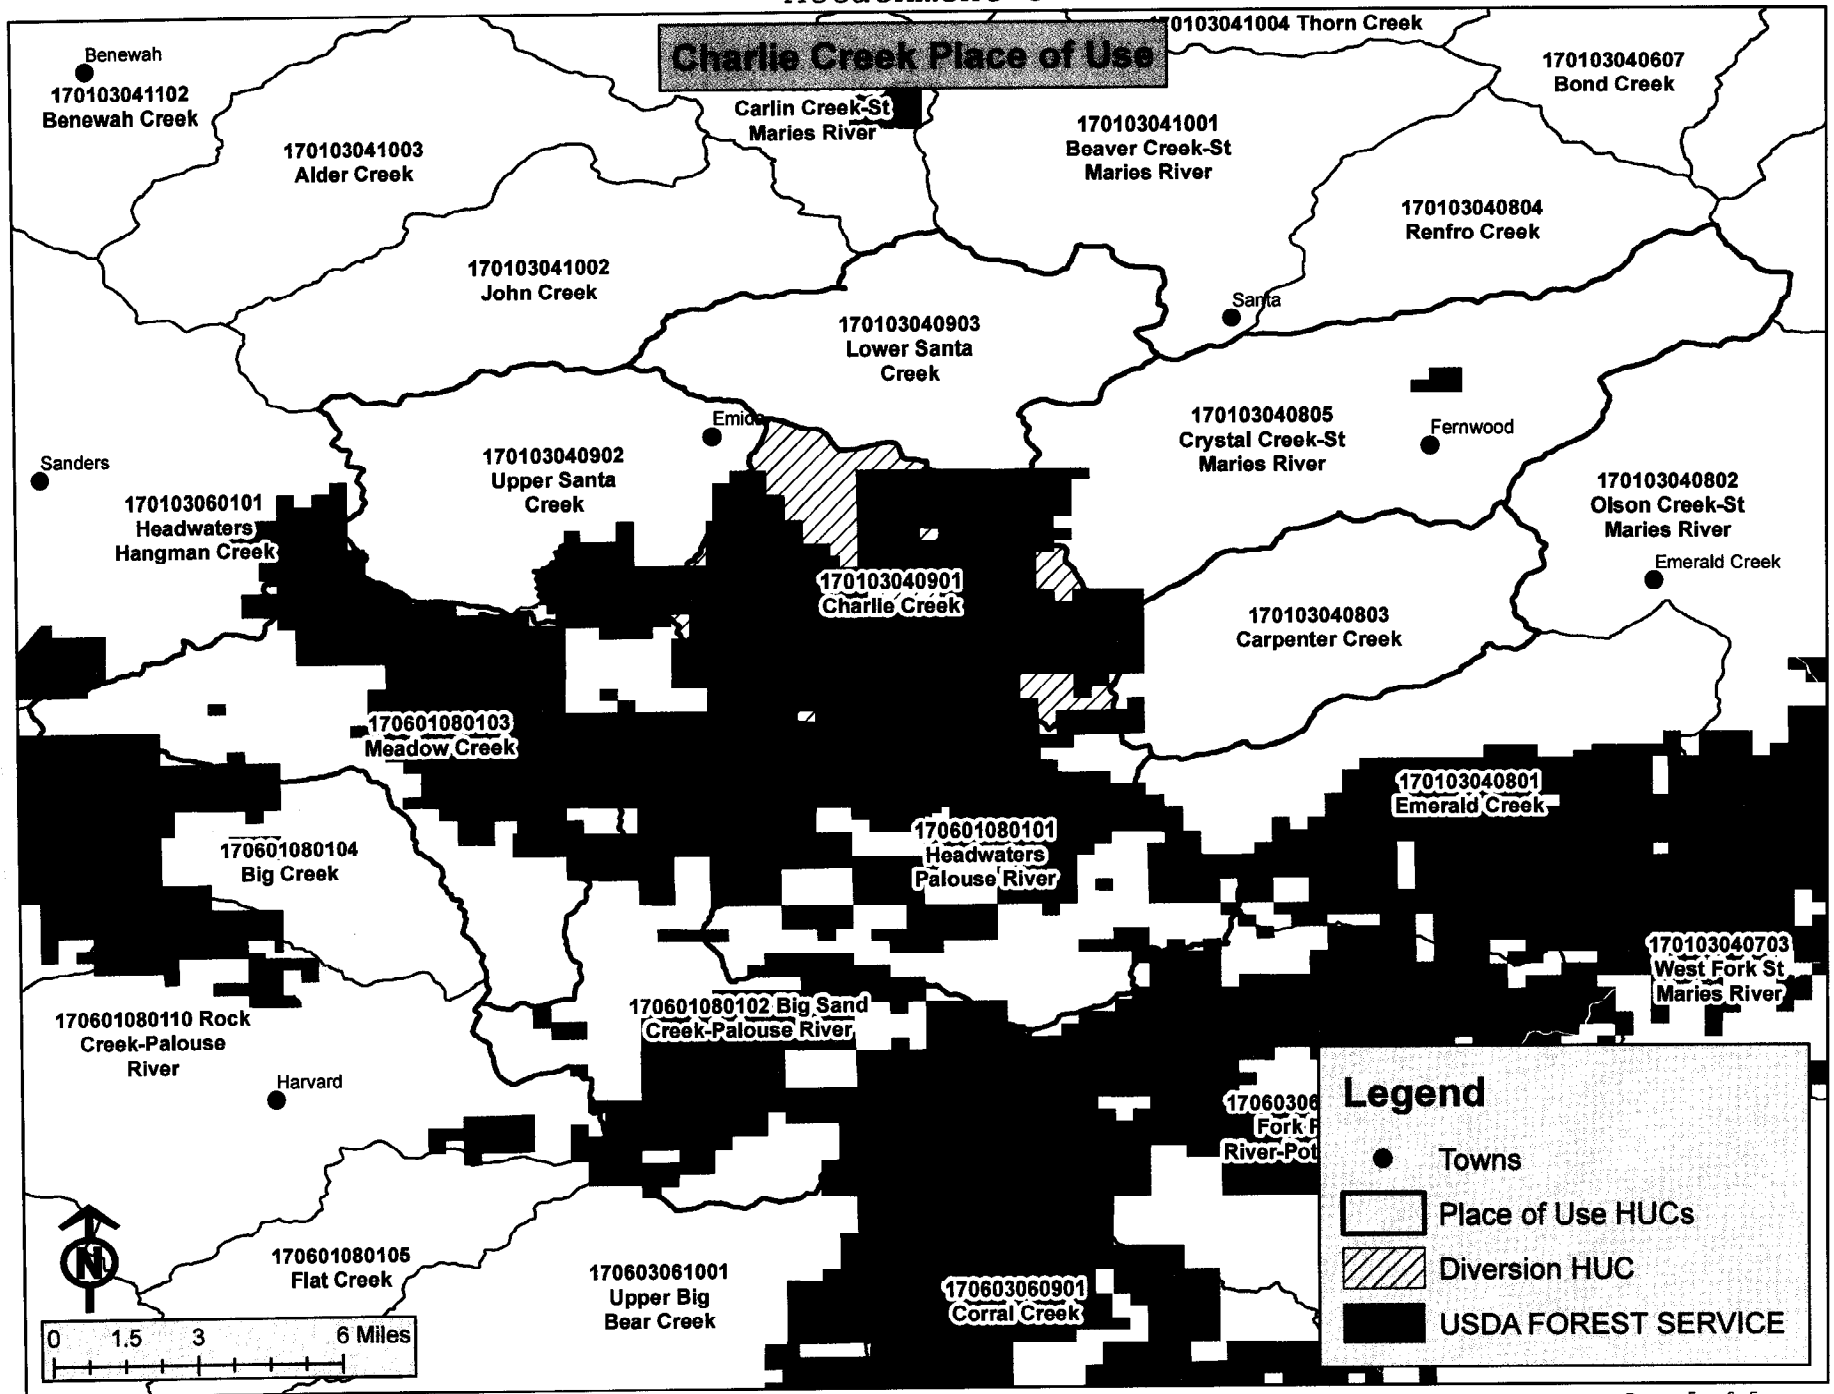 Charlie Creek Place of Use
170103041004 Thorn Creek
Benewah
170103041102
Benewah Creek
170103041003
Alder Creek
Carlin Creek-St
Maries River
170103041001
Beaver Creek-St
Maries River
170103040607
Bond Creek
170103040804
Renfro Creek
170103041002
John Creek
170103040903
Lower Santa
Creek
Santa
Emida
Sanders
170103040902
Upper Santa
Creek
170103040805
Crystal Creek-St
Maries River
Fernwood
170103040802
Olson Creek-St
Maries River
Emerald Creek
170103060101
Headwaters
Hangman Creek
170103040901
Charlie Creek
170103040803
Carpenter Creek
170601080103
Meadow Creek
170103040801
Emerald Creek
170601080104
Big Creek
170601080101
Headwaters
Palouse River
170103040703
West Fork St
Maries River
170601080110 Rock
Creek-Palouse
River
170601080102 Big Sand
Creek-Palouse River
Harvard
17060306
Fork
River-Pot
170601080105
Flat Creek
170603061001
Upper Big
Bear Creek
170603060901
Corral Creek
N
0 1.5 3 6 Miles
Legend
Towns
Place of Use HUCs
Diversion HUC
USDA FOREST SERVICE